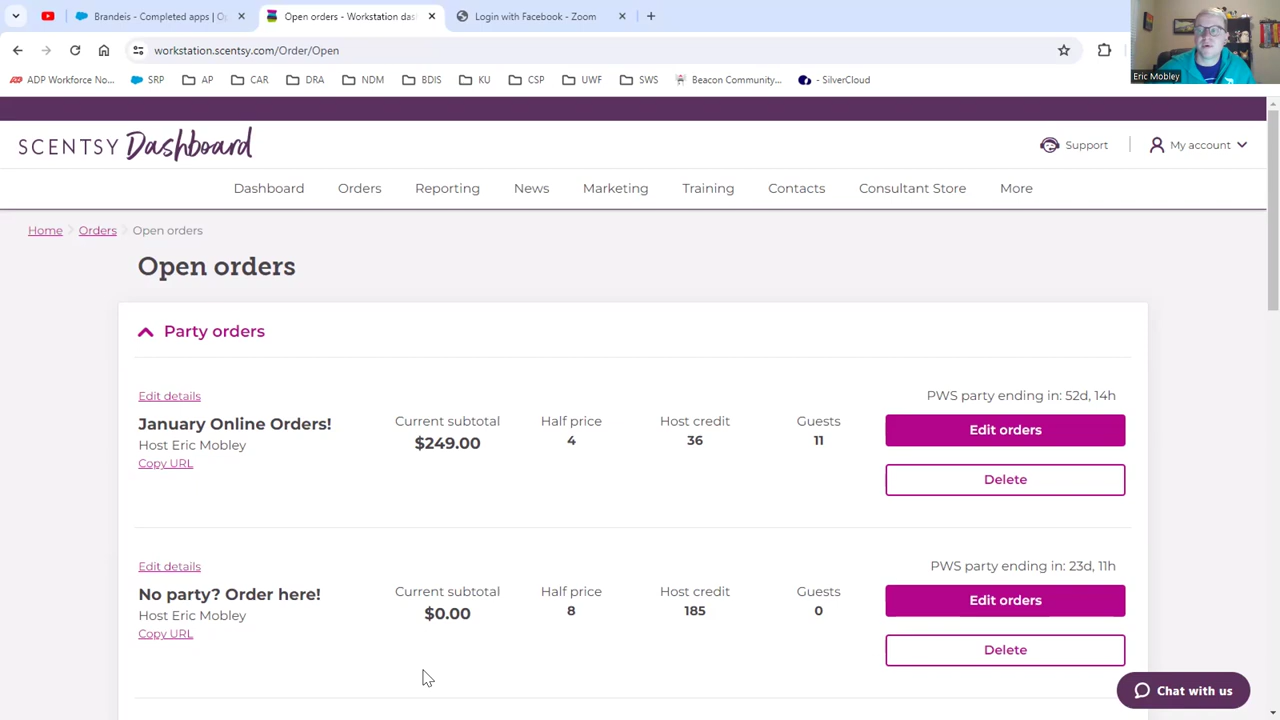 Brandeis - Completed apps | O
Open orders - Workstation das
Login with Facebook - Zoom
workstation.scentsy.com/Order/Open
ADP Workforce No...
SRP
AP
CAR
DRA
NDM
BDIS
KU
CSP
UWF
SWS
Beacon Community...
- SilverCloud
Eric Mobley
SCENTSY Dashboard
Support
My account
Dashboard
Orders
Reporting
News
Marketing
Training
Contacts
Consultant Store
More
Home
Orders
Open orders
Open orders
Party orders
Edit details
January Online Orders!
Host Eric Mobley
Copy URL
Current subtotal
$249.00
Half price
4
Host credit
36
Guests
11
PWS party ending in: 52d, 14h
Edit orders
Delete
Edit details
No party? Order here!
Host Eric Mobley
Copy URL
Current subtotal
$0.00
Half price
8
Host credit
185
Guests
0
PWS party ending in: 23d, 11h
Edit orders
Delete
Chat with us